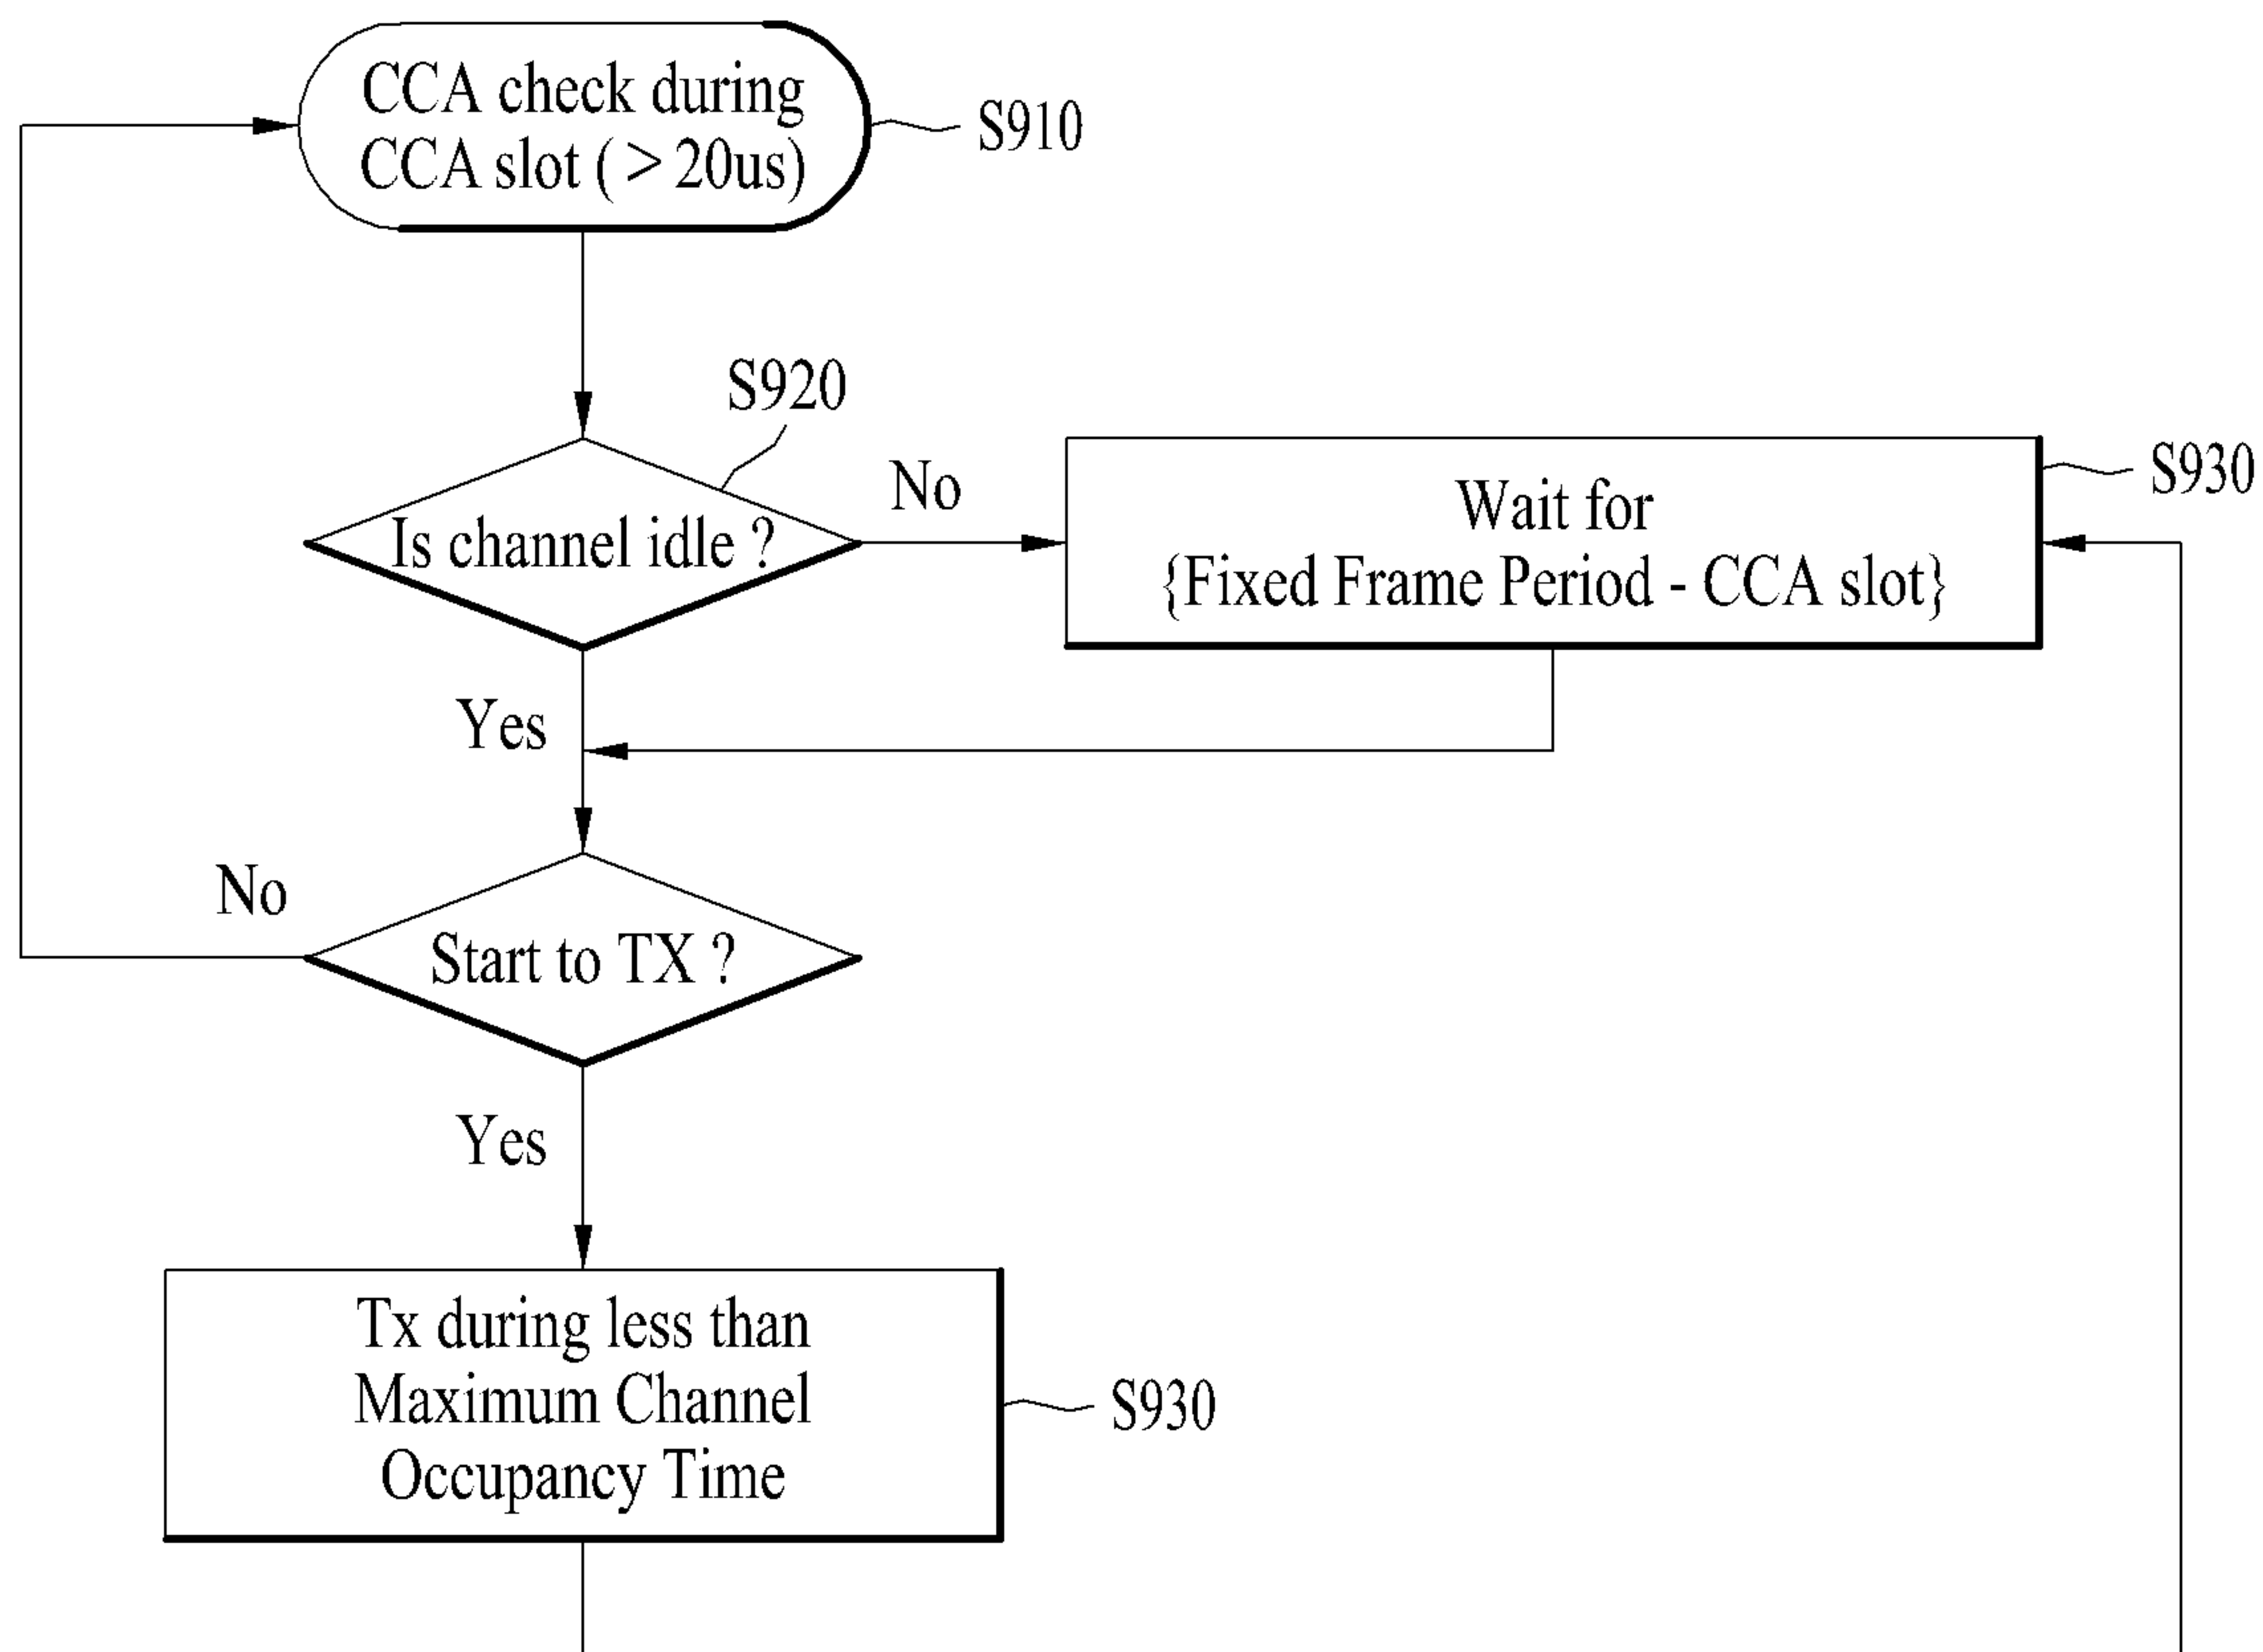 CCA check during
CCA slot ( > 20us)
S910
S920
Is channel idle ?
No
Wait for
{Fixed Frame Period - CCA slot}
S930
Yes
No
Start to TX ?
Yes
Tx during less than
Maximum Channel
Occupancy Time
S930